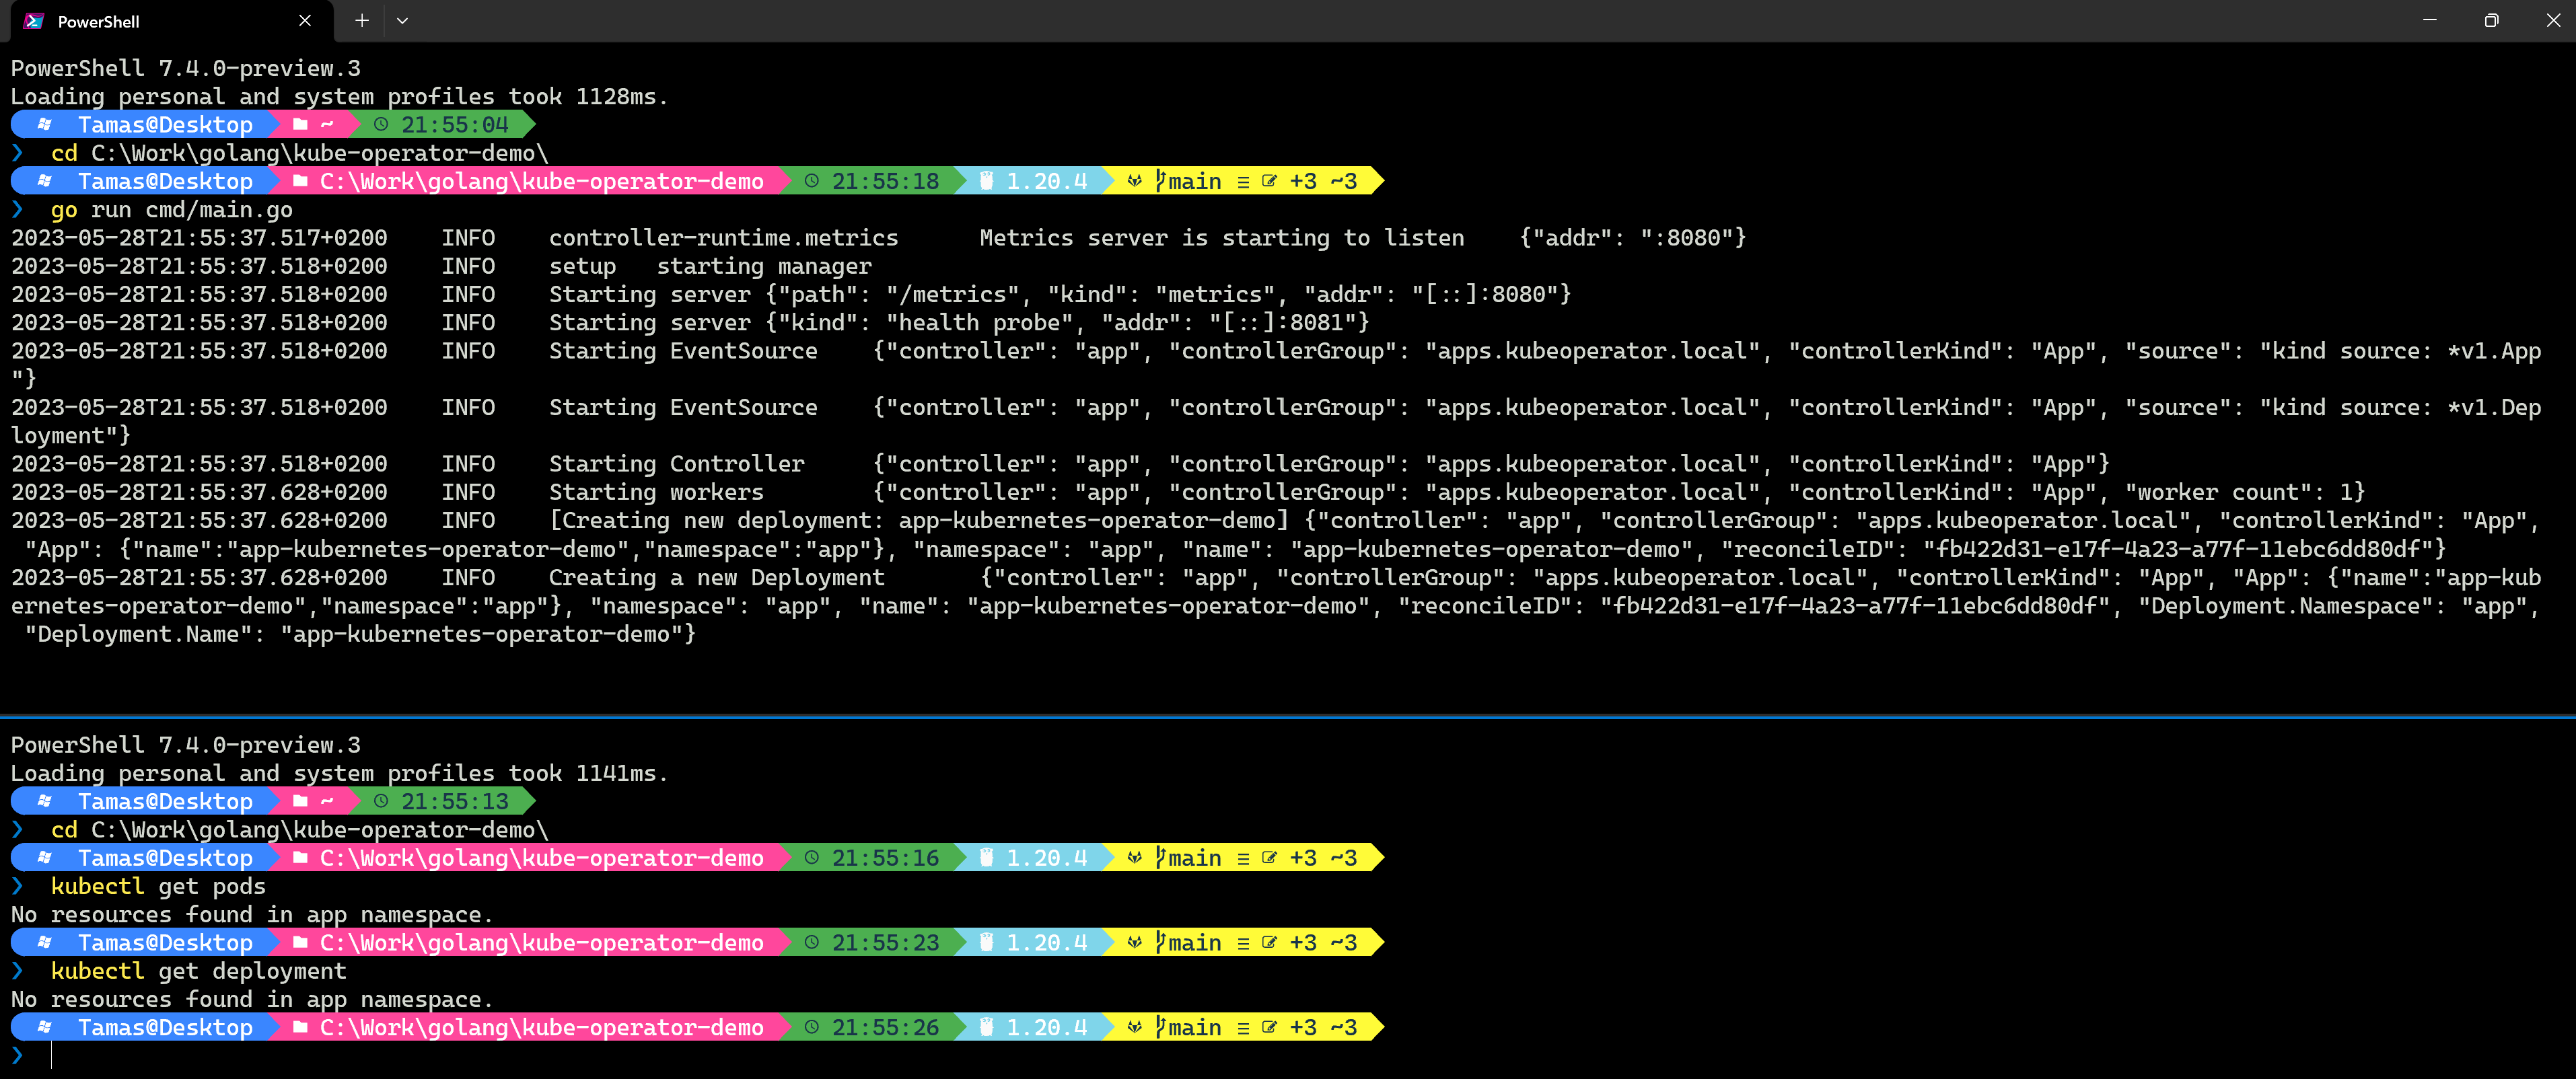 PowerShell
PowerShell 7.4.0-preview.3
Loading personal and system profiles took 1128ms.
Tamas@Desktop ~ 21:55:04
❯ cd C:\Work\golang\kube-operator-demo\
Tamas@Desktop C:\Work\golang\kube-operator-demo 21:55:18 1.20.4 main ≡ +3 ~3
❯ go run cmd/main.go
2023-05-28T21:55:37.517+0200 INFO controller-runtime.metrics Metrics server is starting to listen {"addr": ":8080"}
2023-05-28T21:55:37.518+0200 INFO setup starting manager
2023-05-28T21:55:37.518+0200 INFO Starting server {"path": "/metrics", "kind": "metrics", "addr": "[::]:8080"}
2023-05-28T21:55:37.518+0200 INFO Starting server {"kind": "health probe", "addr": "[::]:8081"}
2023-05-28T21:55:37.518+0200 INFO Starting EventSource {"controller": "app", "controllerGroup": "apps.kubeoperator.local", "controllerKind": "App", "source": "kind source: *v1.App
"}
2023-05-28T21:55:37.518+0200 INFO Starting EventSource {"controller": "app", "controllerGroup": "apps.kubeoperator.local", "controllerKind": "App", "source": "kind source: *v1.Dep
loyment"}
2023-05-28T21:55:37.518+0200 INFO Starting Controller {"controller": "app", "controllerGroup": "apps.kubeoperator.local", "controllerKind": "App"}
2023-05-28T21:55:37.628+0200 INFO Starting workers {"controller": "app", "controllerGroup": "apps.kubeoperator.local", "controllerKind": "App", "worker count": 1}
2023-05-28T21:55:37.628+0200 INFO [Creating new deployment: app-kubernetes-operator-demo] {"controller": "app", "controllerGroup": "apps.kubeoperator.local", "controllerKind": "App",
"App": {"name":"app-kubernetes-operator-demo","namespace":"app"}, "namespace": "app", "name": "app-kubernetes-operator-demo", "reconcileID": "fb422d31-e17f-4a23-a77f-11ebc6dd80df"}
2023-05-28T21:55:37.628+0200 INFO Creating a new Deployment {"controller": "app", "controllerGroup": "apps.kubeoperator.local", "controllerKind": "App", "App": {"name":"app-kub
ernetes-operator-demo","namespace":"app"}, "namespace": "app", "name": "app-kubernetes-operator-demo", "reconcileID": "fb422d31-e17f-4a23-a77f-11ebc6dd80df", "Deployment.Namespace": "app",
"Deployment.Name": "app-kubernetes-operator-demo"}
PowerShell 7.4.0-preview.3
Loading personal and system profiles took 1141ms.
Tamas@Desktop ~ 21:55:13
❯ cd C:\Work\golang\kube-operator-demo\
Tamas@Desktop C:\Work\golang\kube-operator-demo 21:55:16 1.20.4 main ≡ +3 ~3
❯ kubectl get pods
No resources found in app namespace.
Tamas@Desktop C:\Work\golang\kube-operator-demo 21:55:23 1.20.4 main ≡ +3 ~3
❯ kubectl get deployment
No resources found in app namespace.
Tamas@Desktop C:\Work\golang\kube-operator-demo 21:55:26 1.20.4 main ≡ +3 ~3
❯